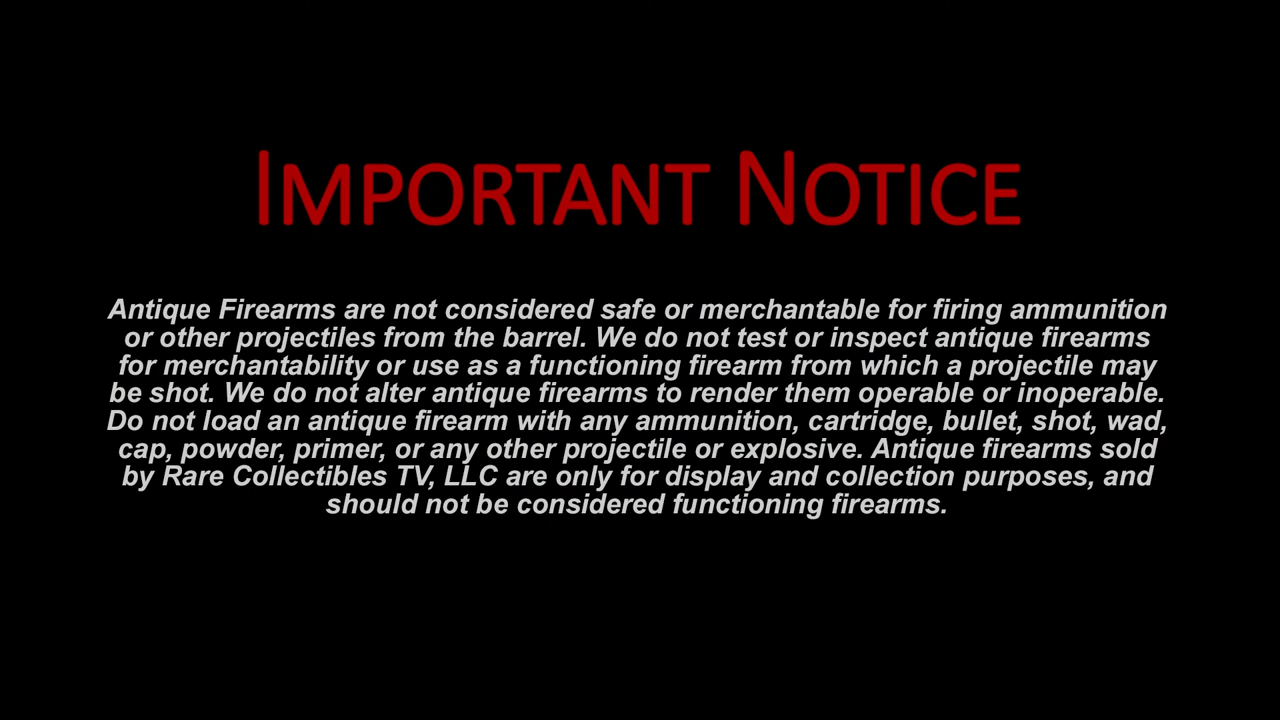 IMPORTANT NOTICE
Antique Firearms are not considered safe or merchantable for firing ammunition
or other projectiles from the barrel. We do not test or inspect antique firearms
for merchantability or use as a functioning firearm from which a projectile may
be shot. We do not alter antique firearms to render them operable or inoperable.
Do not load an antique firearm with any ammunition, cartridge, bullet, shot, wad,
cap, powder, primer, or any other projectile or explosive. Antique firearms sold
by Rare Collectibles TV, LLC are only for display and collection purposes, and
should not be considered functioning firearms.